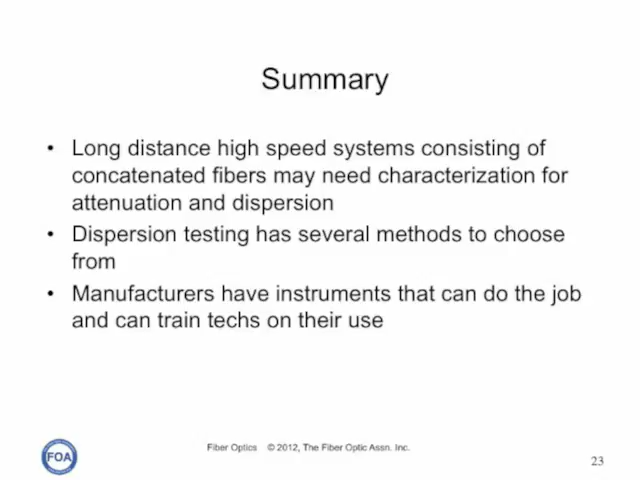 Summary
• Long distance high speed systems consisting of
concatenated fibers may need characterization for
attenuation and dispersion
• Dispersion testing has several methods to choose
from
• Manufacturers have instruments that can do the job
and can train techs on their use
Fiber Optics © 2012, The Fiber Optic Assn. Inc.
FOA
23